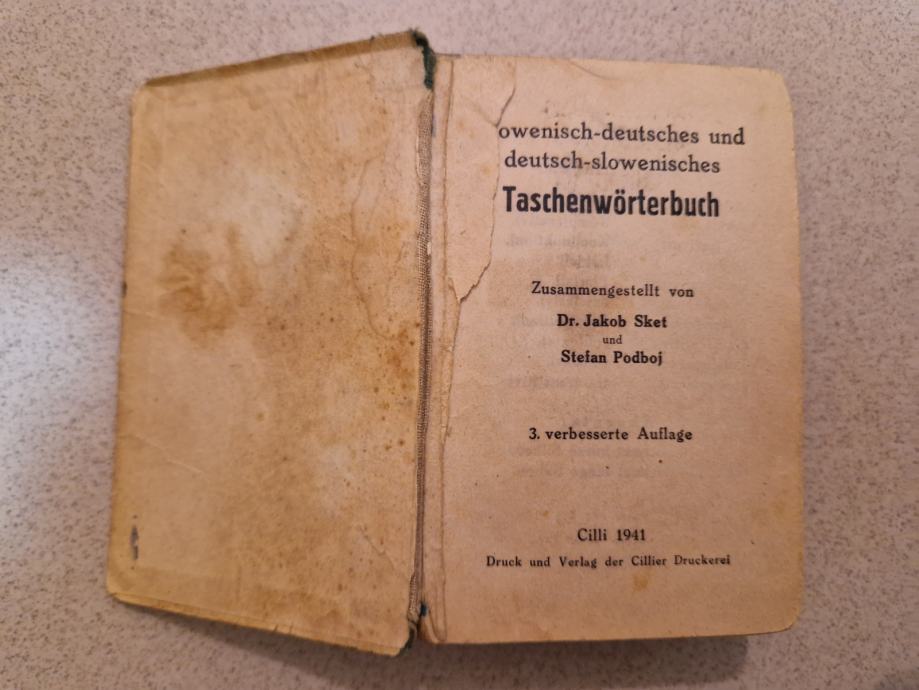 owenisch-deutsches und
deutsch-slowenisches
Taschenwörterbuch
Zusammengestellt von
Dr. Jakob Sket
und
Stefan Podboj
3. verbesserte Auflage
Cilli 1941
Druck und Verlag der Cillier Druckerei